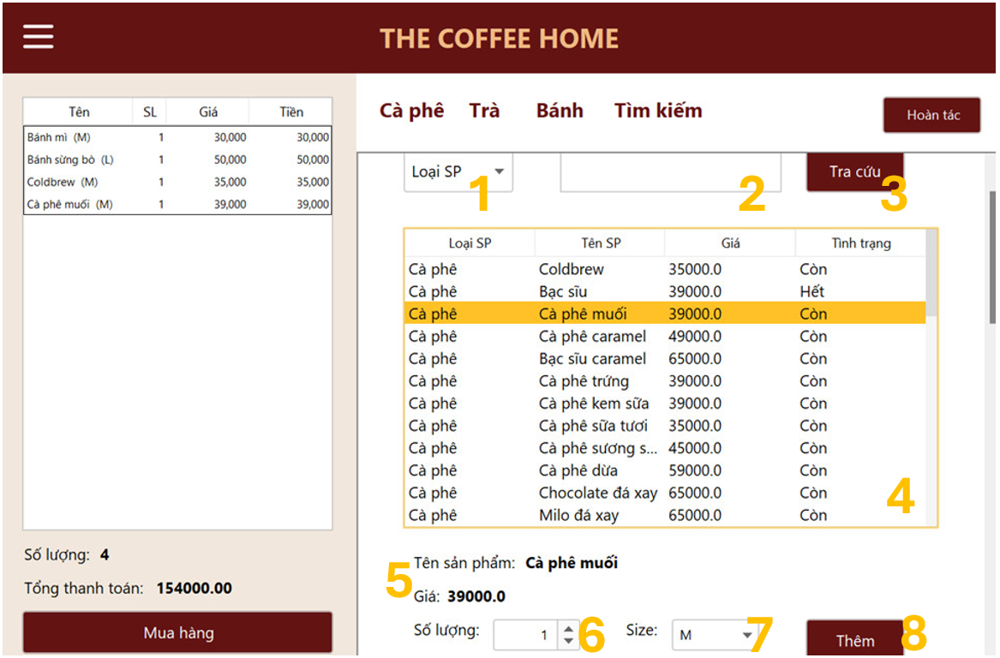 THE COFFEE HOME
Tên SL Giá Tiền
Bánh mì (M) 1 30,000 30,000
Bánh sừng bò (L) 1 50,000 50,000
Coldbrew (M) 1 35,000 35,000
Cà phê muối (M) 1 39,000 39,000
Số lượng: 4
Tổng thanh toán: 154000.00
Mua hàng
Cà phê Trà Bánh Tìm kiếm Hoàn tác
Loại SP 1 2 Tra cứu 3
Loại SP Tên SP Giá Tình trạng
Cà phê Coldbrew 35000.0 Còn
Cà phê Bạc sĩu 39000.0 Hết
Cà phê Cà phê muối 39000.0 Còn
Cà phê Cà phê caramel 49000.0 Còn
Cà phê Bạc sĩu caramel 65000.0 Còn
Cà phê Cà phê trứng 39000.0 Còn
Cà phê Cà phê kem sữa 39000.0 Còn
Cà phê Cà phê sữa tươi 35000.0 Còn
Cà phê Cà phê sương s... 45000.0 Còn
Cà phê Cà phê dừa 59000.0 Còn
Cà phê Chocolate đá xay 65000.0 Còn
Cà phê Milo đá xay 65000.0 Còn
4
5
Tên sản phẩm: Cà phê muối
Giá: 39000.0
Số lượng: 1 6 Size: M 7 Thêm 8